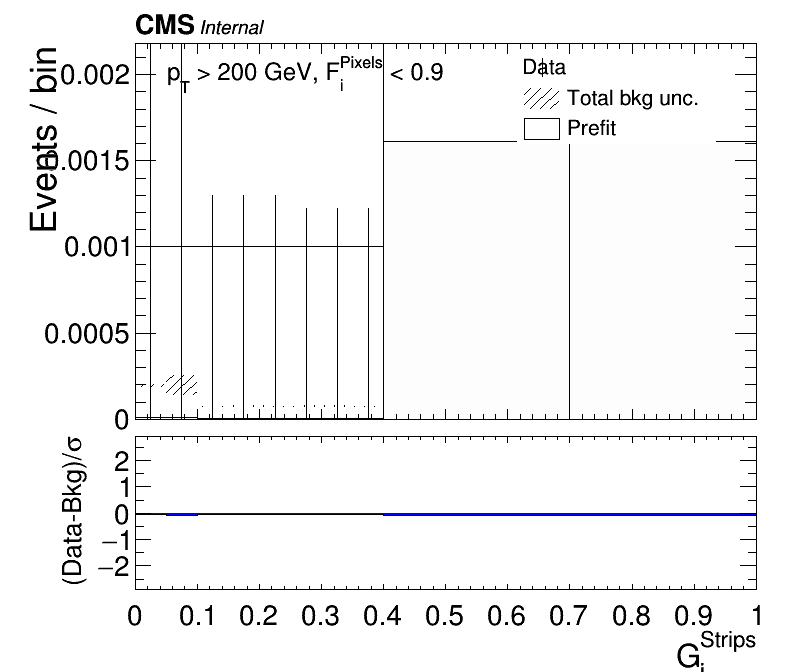 CMS Internal
Events / bin
p_T > 200 GeV, F_i^Pixels < 0.9
Data
Total bkg unc.
Prefit
0.002
0.0015
0.001
0.0005
0
(Data-Bkg)/σ
2
1
0
−1
−2
0 0.1 0.2 0.3 0.4 0.5 0.6 0.7 0.8 0.9 1
G_i^Strips